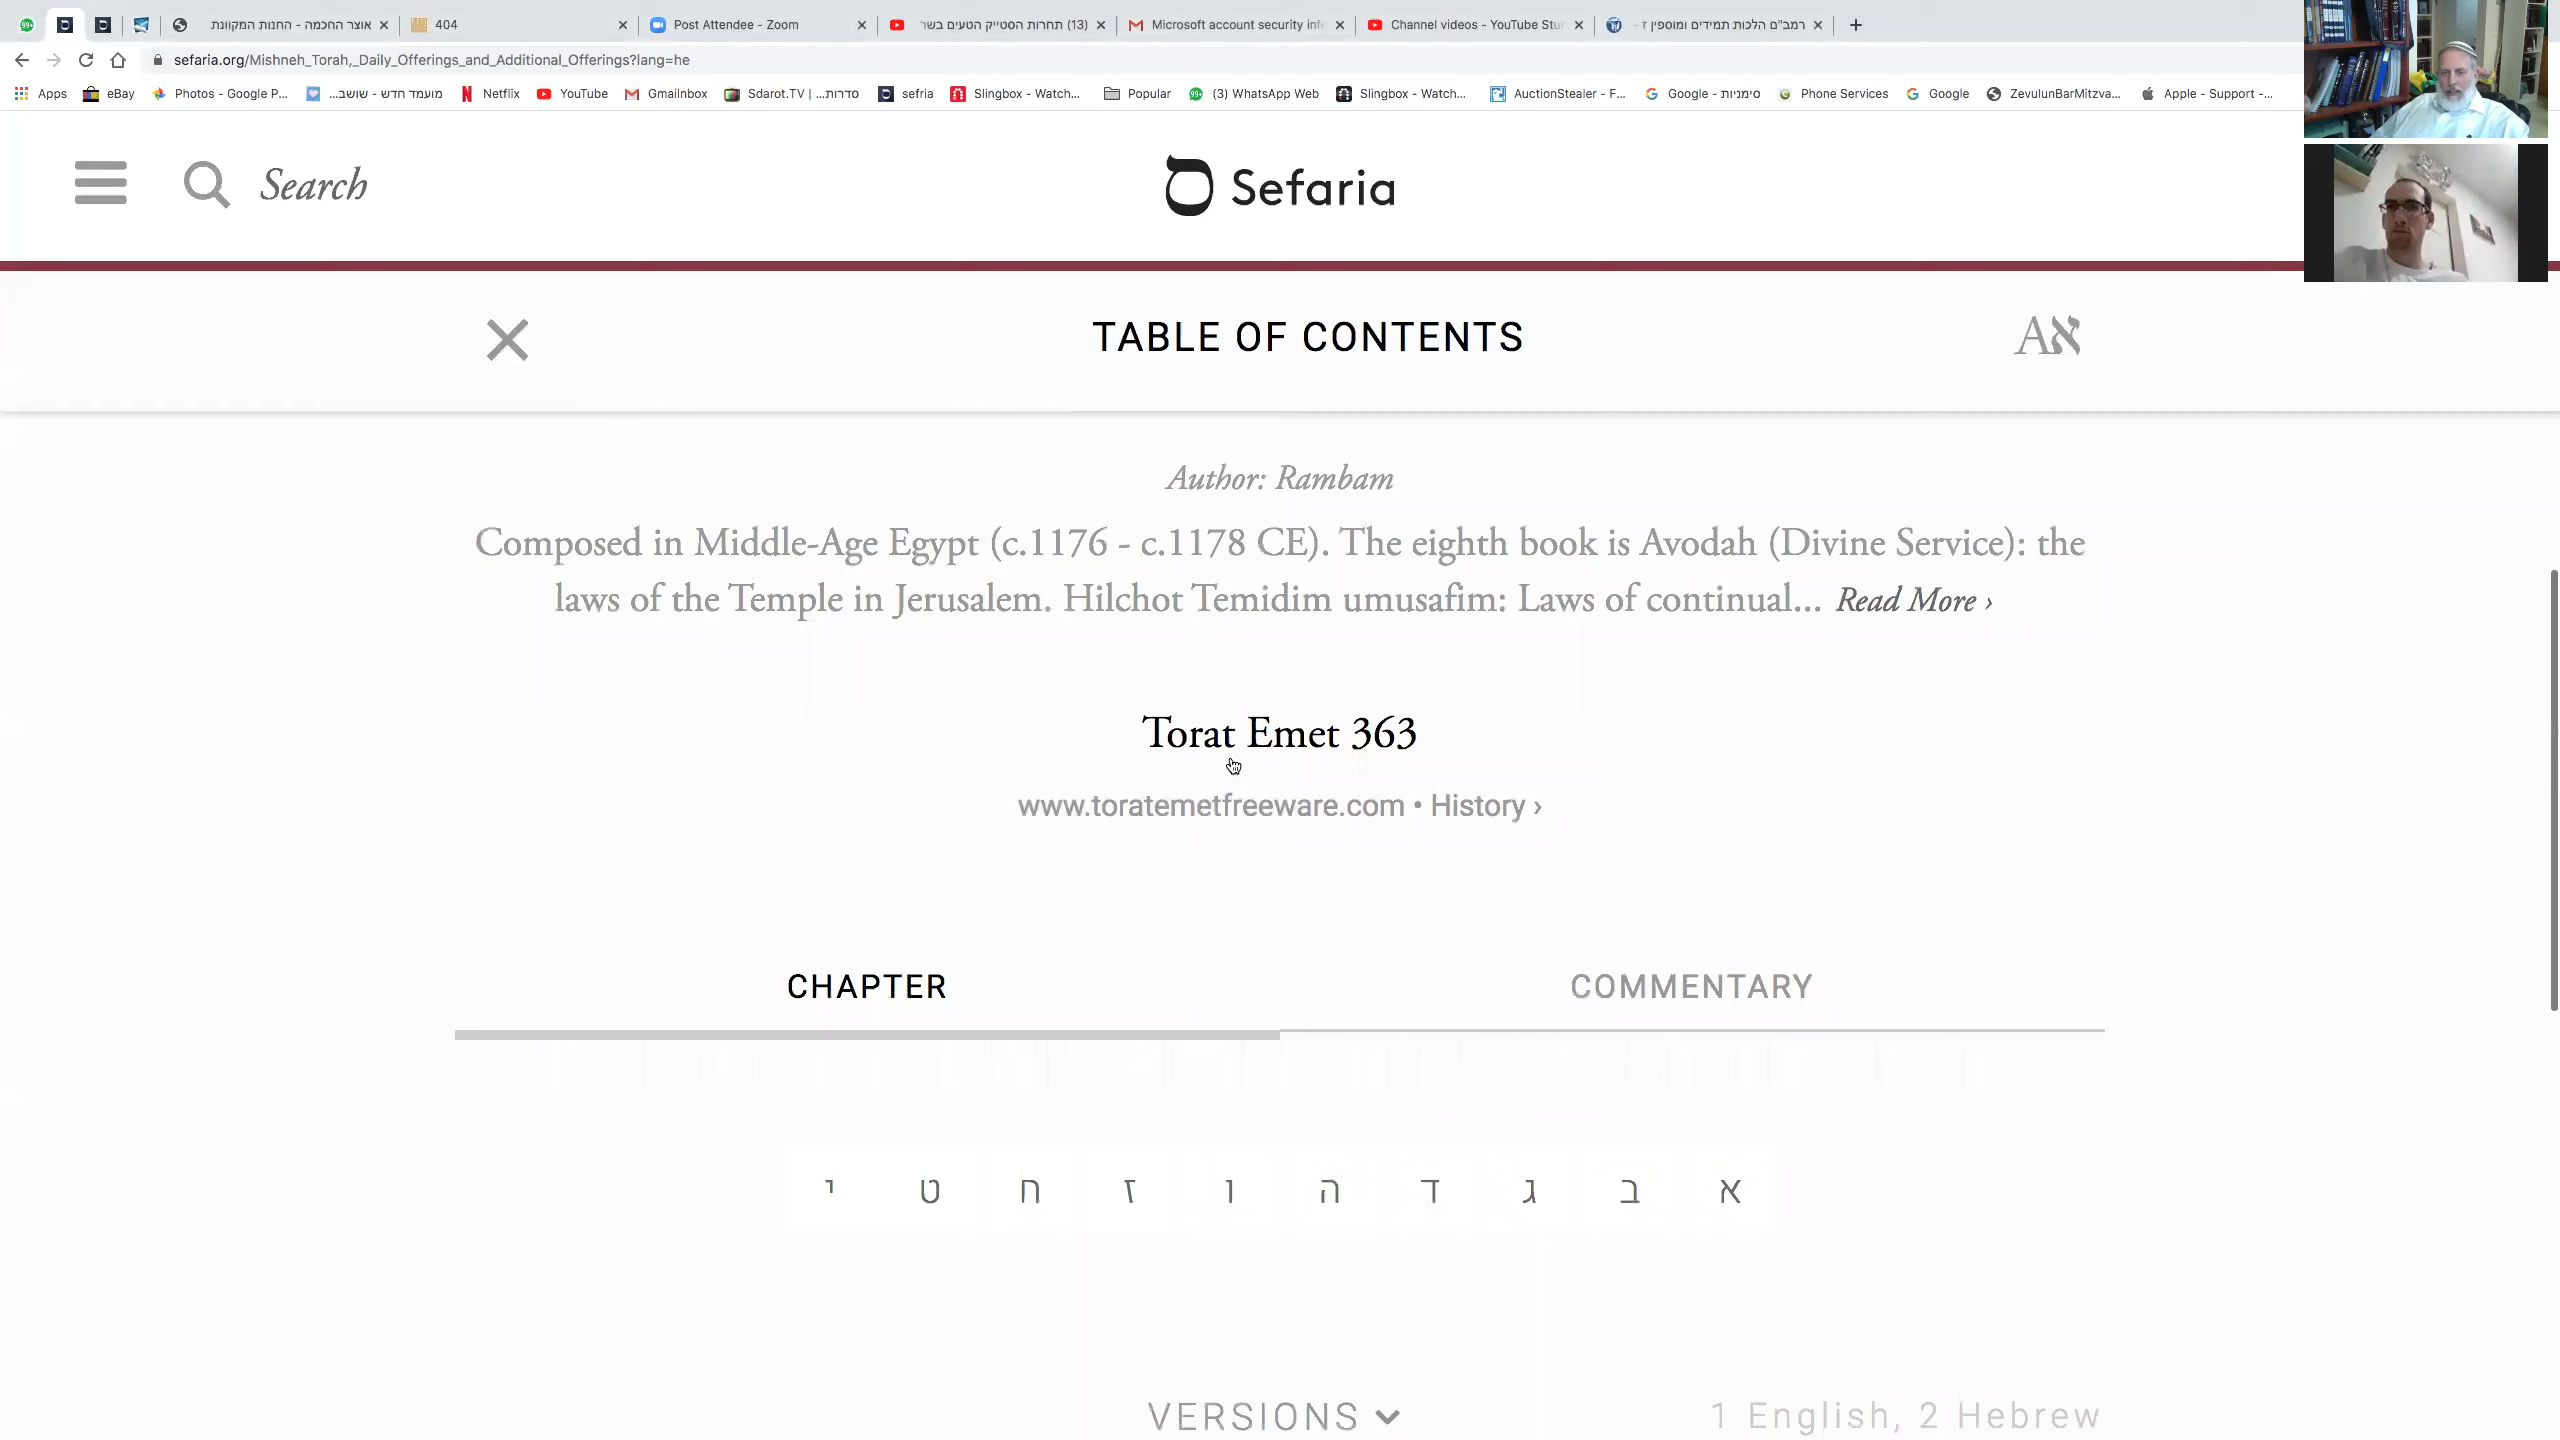 אוצר החכמה - החנות המקוונת
404
Post Attendee - Zoom
(13) תחרות הסטייק הטעים בשר
Microsoft account security inf
Channel videos - YouTube Stu
רמב"ם הלכות תמידים ומוספין ז -
sefaria.org/Mishneh_Torah,_Daily_Offerings_and_Additional_Offerings?lang=he
Apps
eBay
Photos - Google P...
מועמד חדש - שושב...
Netflix
YouTube
GmailInbox
Sdarot.TV | סדרות...
sefria
Slingbox - Watch...
Popular
(3) WhatsApp Web
Slingbox - Watch...
AuctionStealer - F...
Google - סימניות
Phone Services
Google
ZevulunBarMitzva...
Apple - Support -...
Search
Sefaria
TABLE OF CONTENTS
Aא
Author: Rambam
Composed in Middle-Age Egypt (c.1176 - c.1178 CE). The eighth book is Avodah (Divine Service): the
laws of the Temple in Jerusalem. Hilchot Temidim umusafim: Laws of continual... Read More ›
Torat Emet 363
www.toratemetfreeware.com • History ›
CHAPTER
COMMENTARY
א ב ג ד ה ו ז ח ט י
VERSIONS
1 English, 2 Hebrew